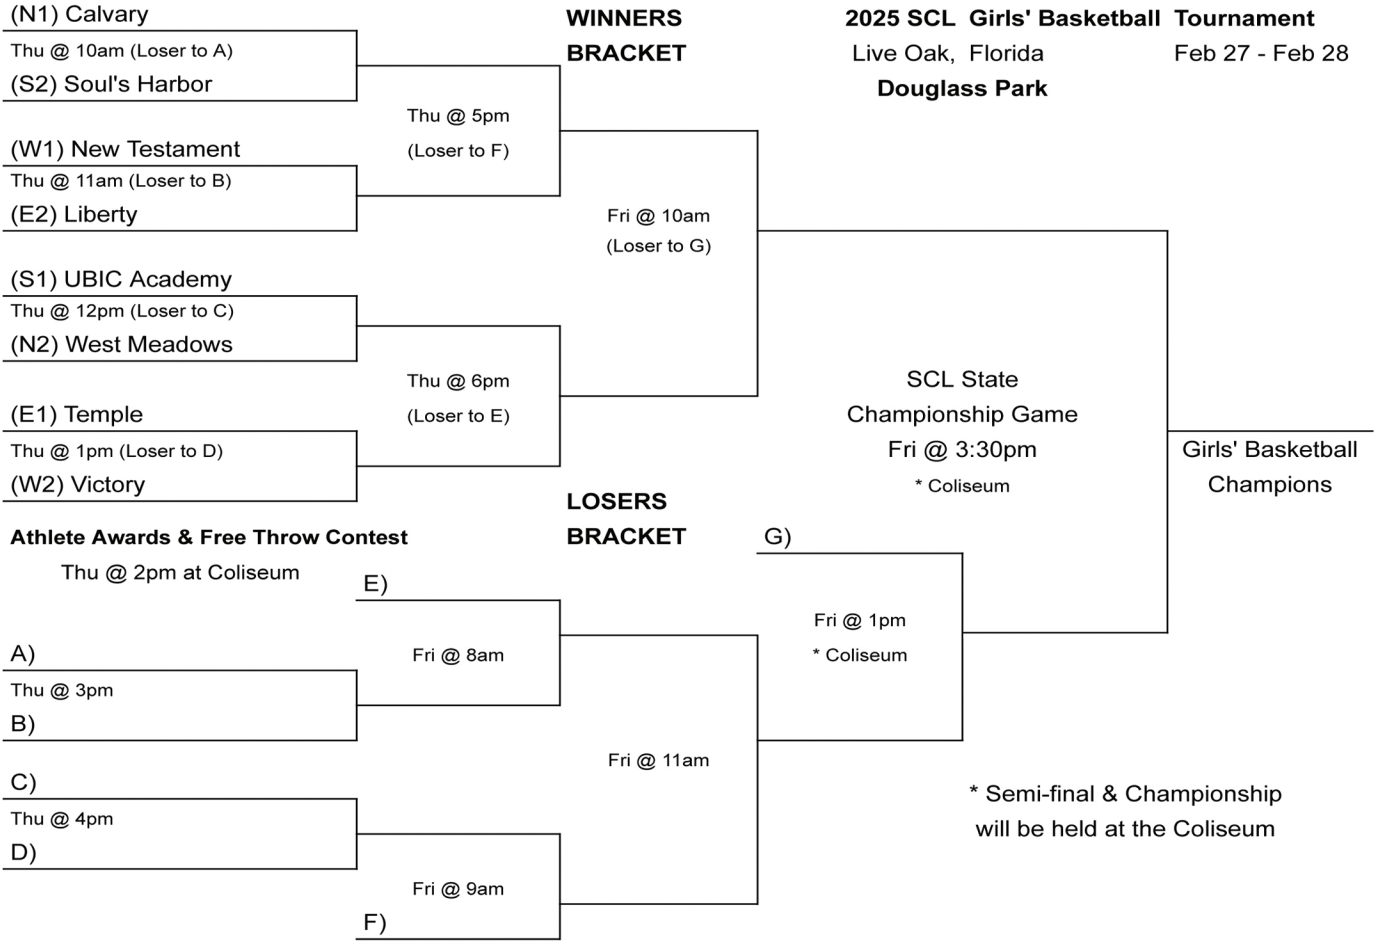 (N1) Calvary
Thu @ 10am (Loser to A)
(S2) Soul's Harbor
(W1) New Testament
Thu @ 11am (Loser to B)
(E2) Liberty
(S1) UBIC Academy
Thu @ 12pm (Loser to C)
(N2) West Meadows
(E1) Temple
Thu @ 1pm (Loser to D)
(W2) Victory
Thu @ 5pm
(Loser to F)
Thu @ 6pm
(Loser to E)
WINNERS
BRACKET
Fri @ 10am
(Loser to G)
2025 SCL Girls' Basketball Tournament
Live Oak, Florida Feb 27 - Feb 28
Douglass Park
SCL State
Championship Game
Fri @ 3:30pm
* Coliseum
Girls' Basketball
Champions
Athlete Awards & Free Throw Contest
Thu @ 2pm at Coliseum
LOSERS
BRACKET
A)
Thu @ 3pm
B)
C)
Thu @ 4pm
D)
E)
Fri @ 8am
Fri @ 9am
F)
Fri @ 11am
G)
Fri @ 1pm
* Coliseum
* Semi-final & Championship
will be held at the Coliseum